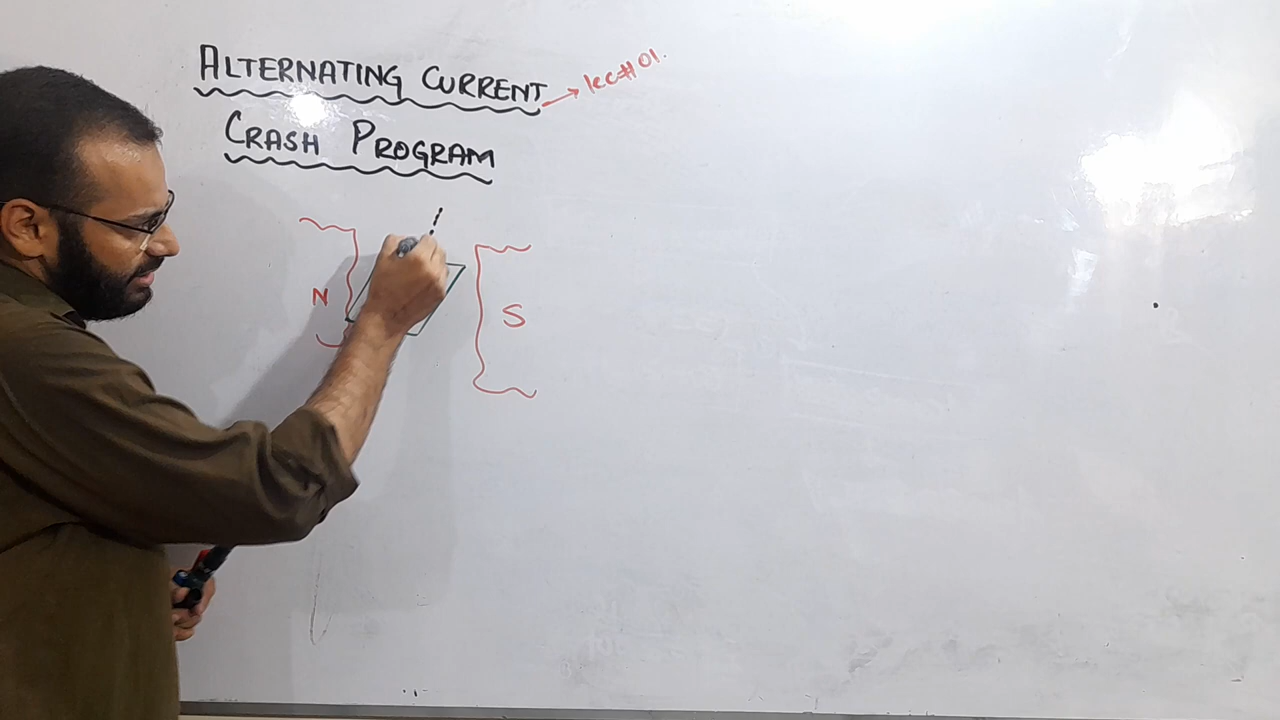 ALTERNATING CURRENT → lec# 01.
CRASH PROGRAM
N
S